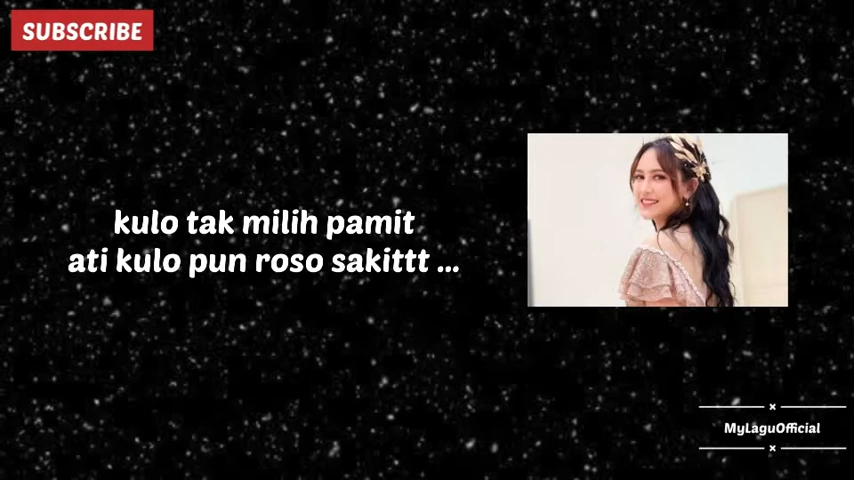 SUBSCRIBE
kulo tak milih pamit
ati kulo pun roso sakittt ...
MyLaguOfficial